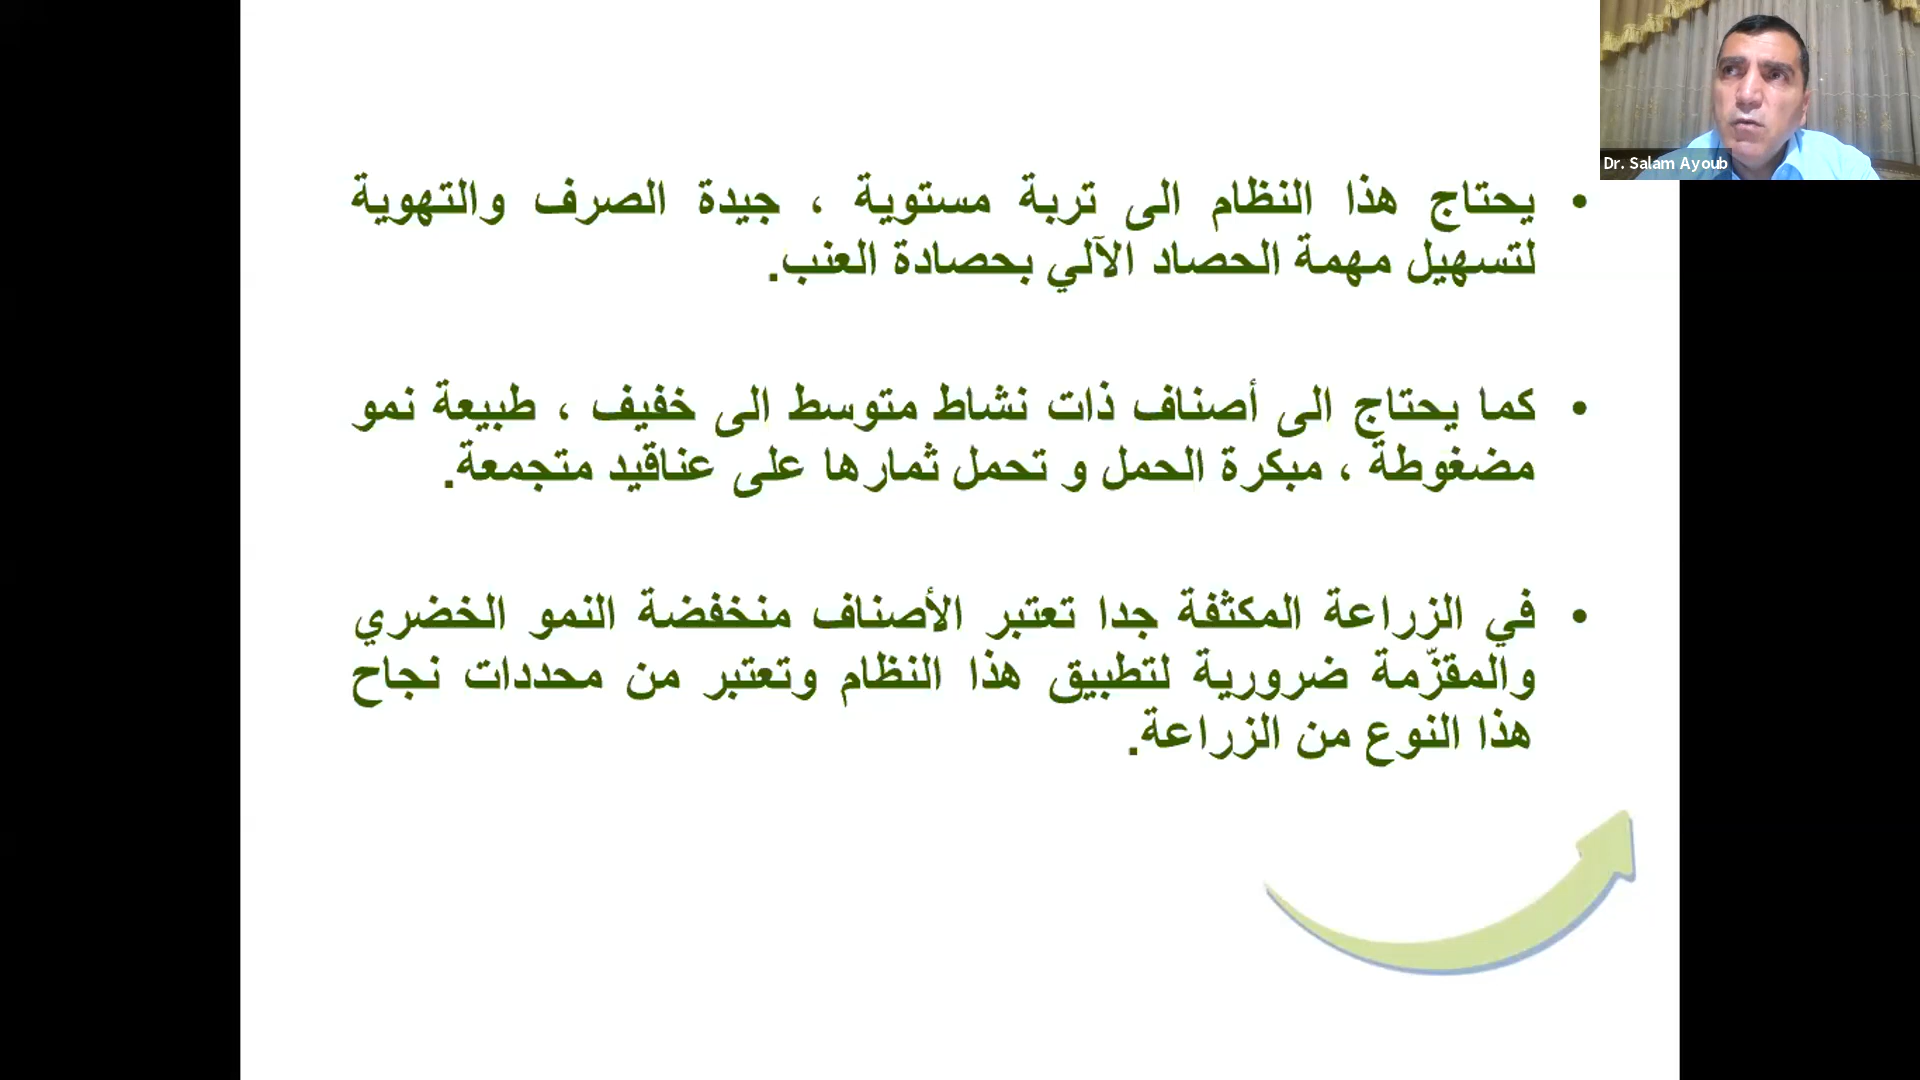 • يحتاج هذا النظام الى تربة مستوية ، جيدة الصرف والتهوية
لتسهيل مهمة الحصاد الآلي بحصادة العنب.
• كما يحتاج الى أصناف ذات نشاط متوسط الى خفيف ، طبيعة نمو
مضغوطة ، مبكرة الحمل و تحمل ثمارها على عناقيد متجمعة.
• في الزراعة المكثفة جدا تعتبر الأصناف منخفضة النمو الخضري
والمقزّمة ضرورية لتطبيق هذا النظام وتعتبر من محددات نجاح
هذا النوع من الزراعة.
Dr. Salam Ayoub